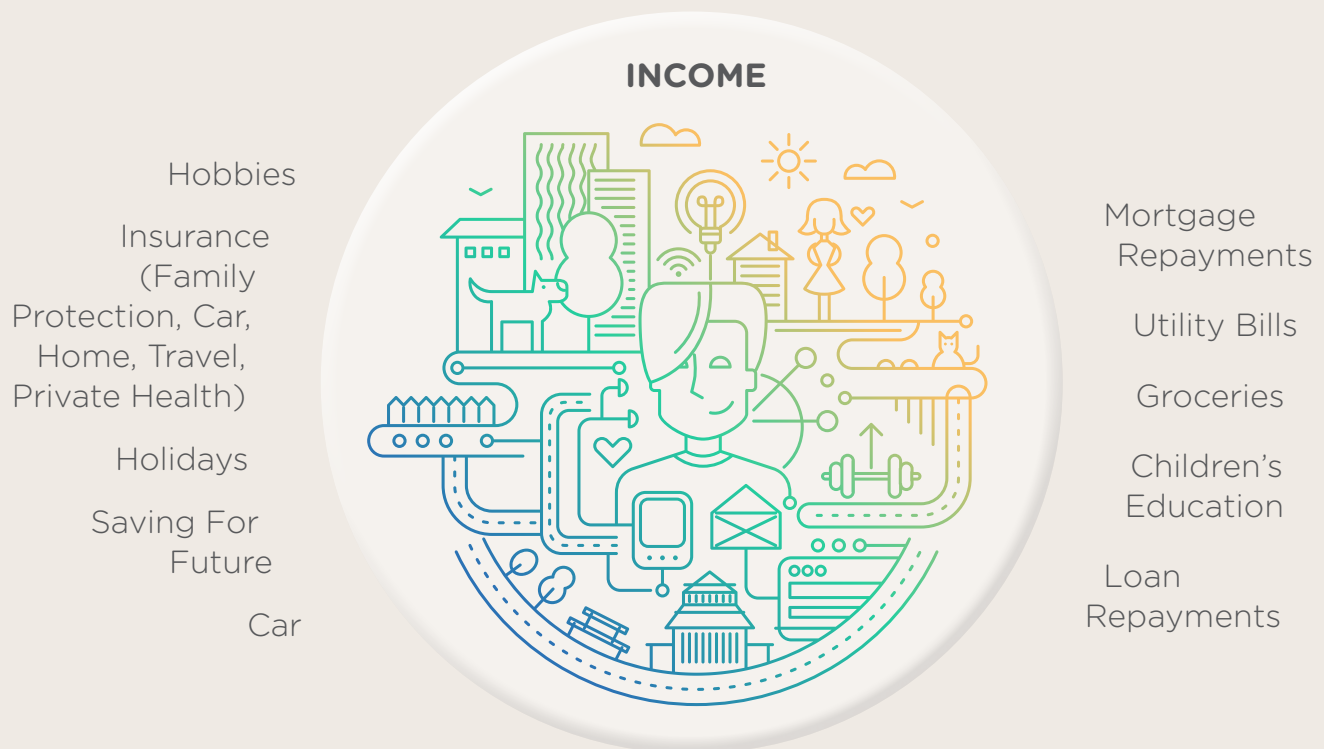 INCOME
Hobbies
Insurance
(Family
Protection, Car,
Home, Travel,
Private Health)
Holidays
Saving For
Future
Car
Mortgage
Repayments
Utility Bills
Groceries
Children’s
Education
Loan
Repayments